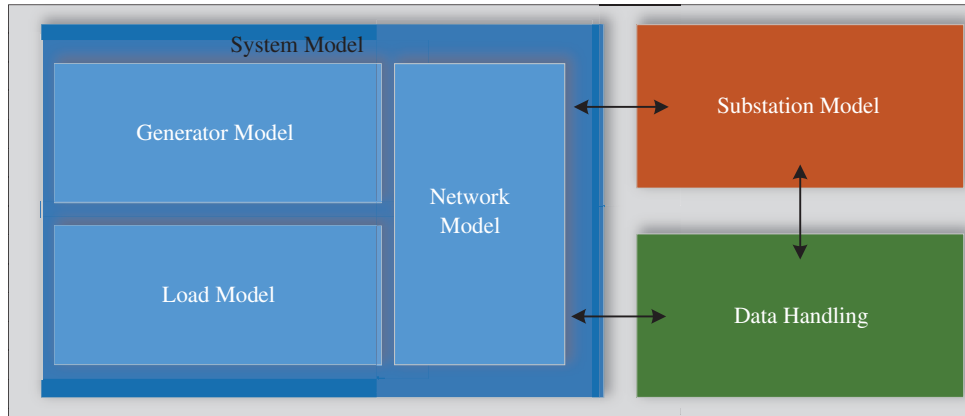 System Model
Generator Model
Network
Model
Load Model
Substation Model
Data Handling